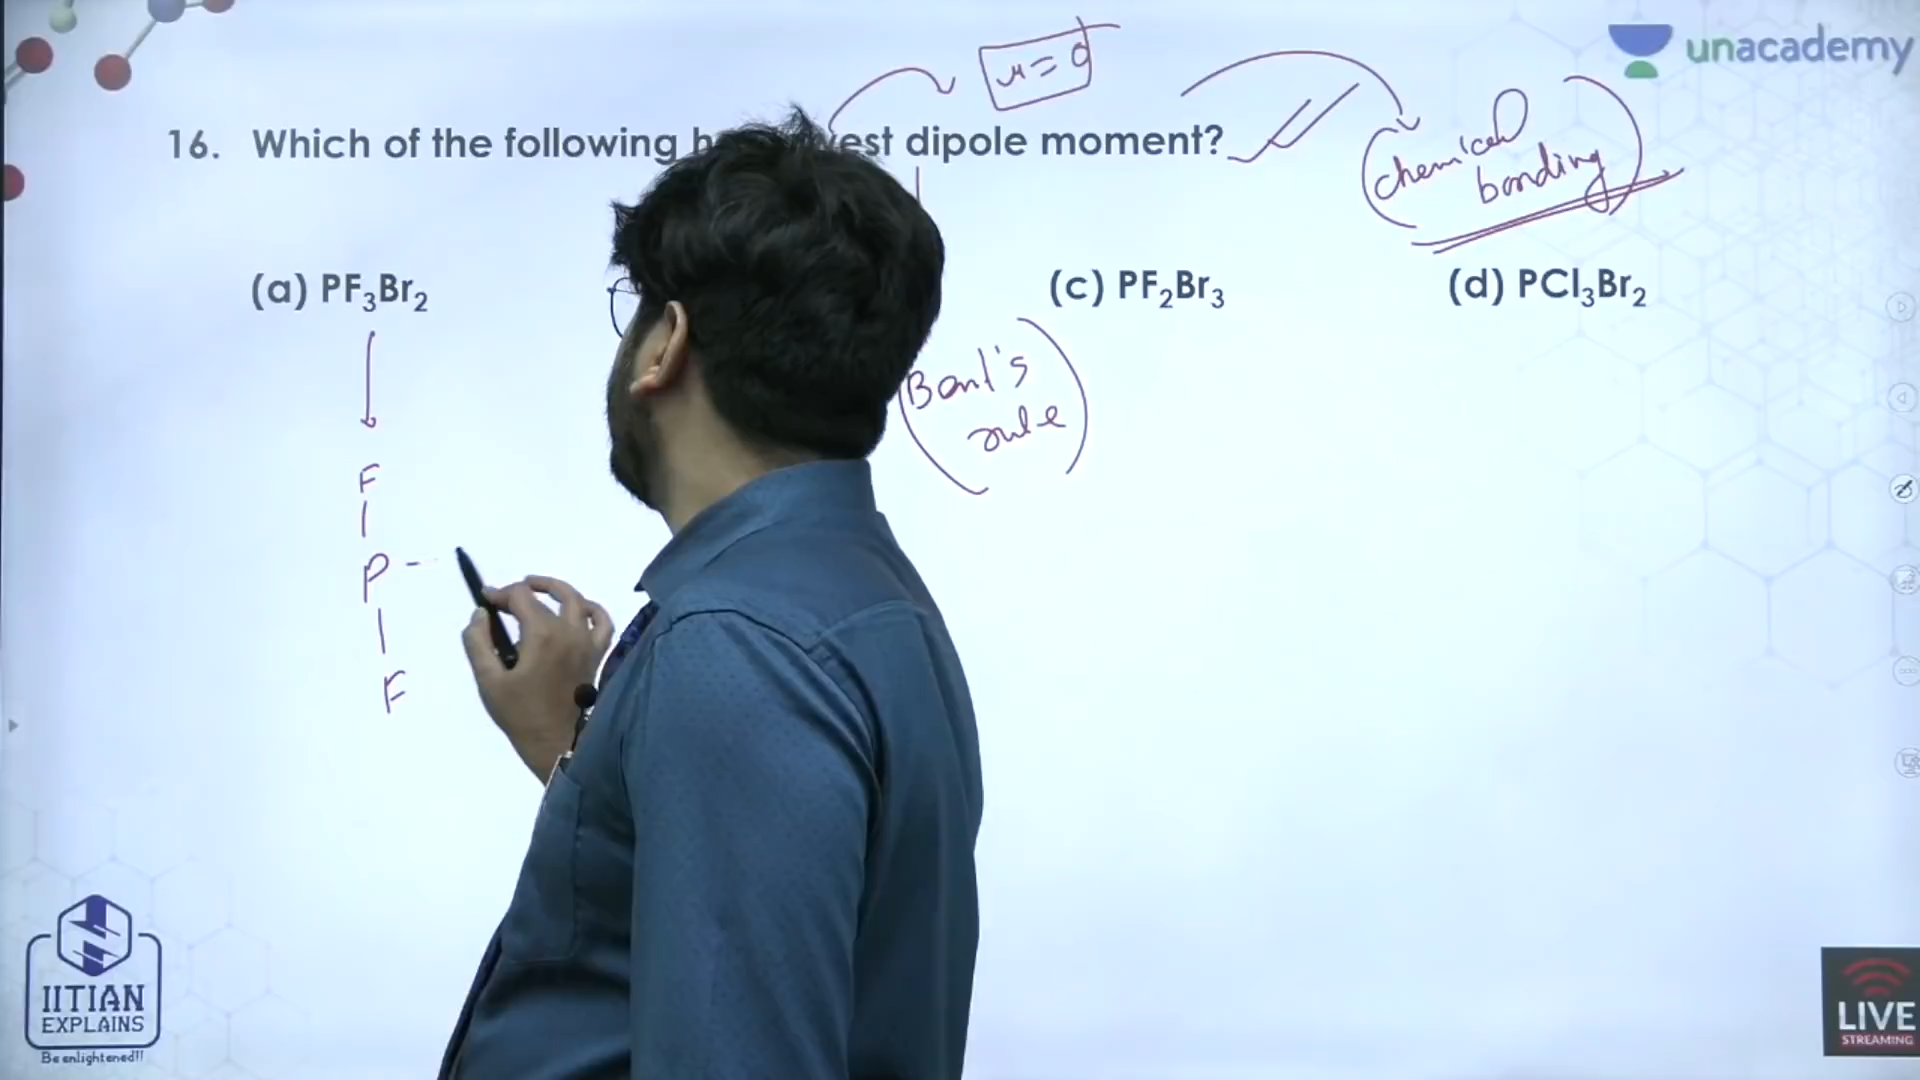 μ = 0
unacademy
16. Which of the following dipole moment?
chemical
bonding
(a) PF₃Br₂
(c) PF₂Br₃
(d) PCl₃Br₂
Bent's
rule
F
P
F
IITIAN
EXPLAINS
Be enlightened!!
LIVE
STREAMING